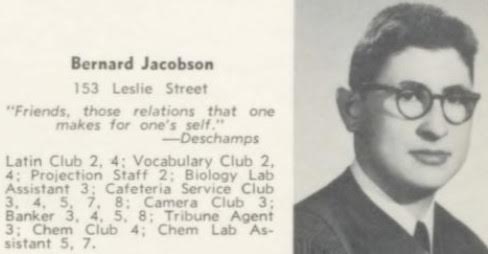 Bernard Jacobson
153 Leslie Street
"Friends, those relations that one
makes for one's self."
—Deschamps
Latin Club 2, 4; Vocabulary Club 2,
4; Projection Staff 2; Biology Lab
Assistant 3; Cafeteria Service Club
3, 4, 5, 7, 8; Camera Club 3;
Banker 3, 4, 5, 8; Tribune Agent
3; Chem Club 4; Chem Lab As-
sistant 5, 7.